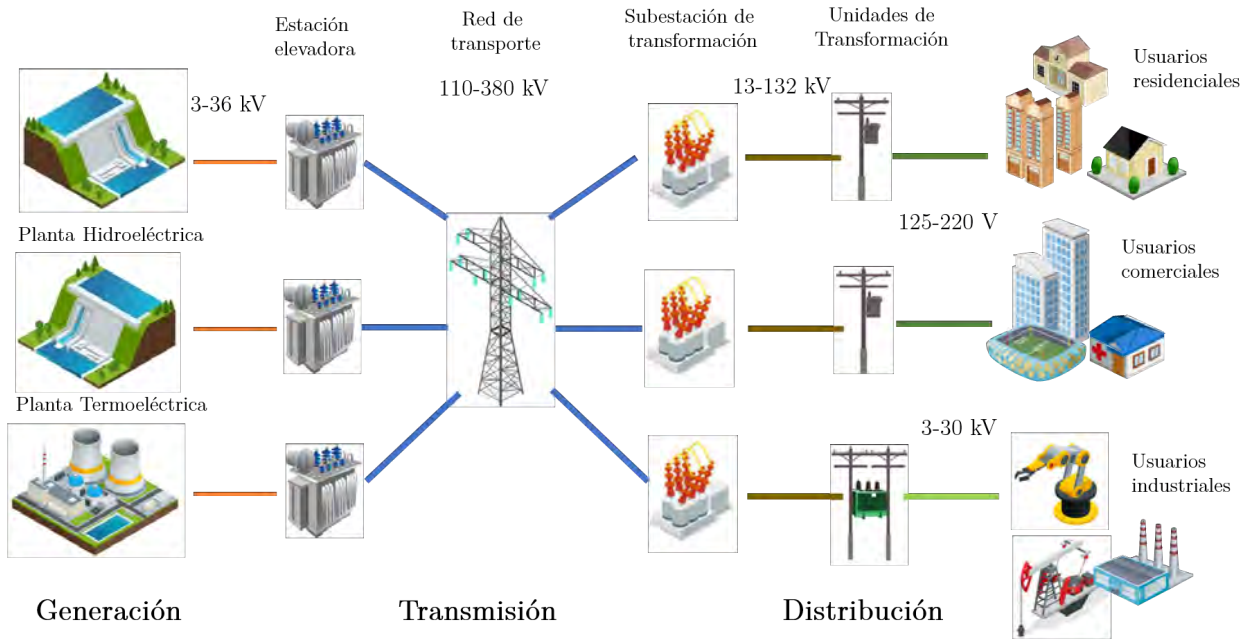 Estación
elevadora
Red de
transporte
Subestación
de transformación
Unidades de
Transformación
Usuarios
residenciales
3-36 kV
110-380 kV
13-132 kV
Planta Hidroeléctrica
125-220 V
Usuarios
comerciales
Planta Termoeléctrica
3-30 kV
Usuarios
industriales
Generación
Transmisión
Distribución